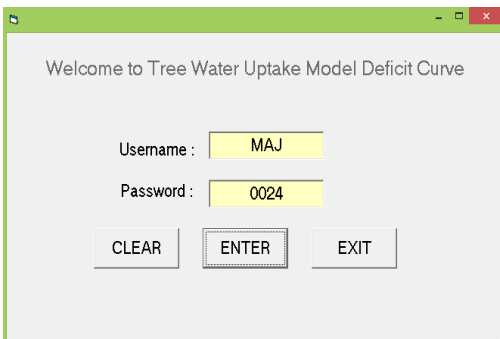 Welcome to Tree Water Uptake Model Deficit Curve
Username : MAJ
Password : 0024
CLEAR ENTER EXIT